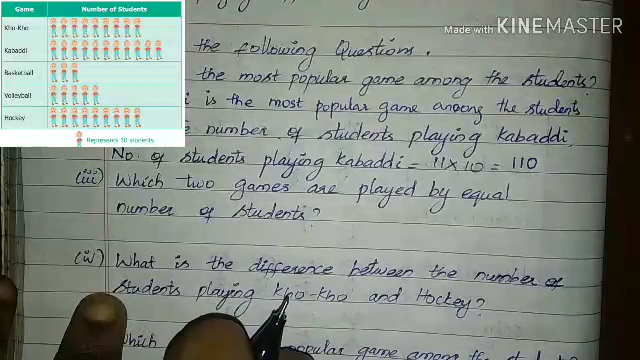 Game Number of Students
Kho-Kho
Kabaddi
Basketball
Volleyball
Hockey
Represents 10 students
Made with KINEMASTER
the following Questions.
the most popular game among the students?
i is the most popular game among the students
number of students playing kabaddi.
No. of students playing kabaddi = 11 × 10 = 110
(iii) Which two games are played by equal
number of students?
(iv) What is the difference between the number of
students playing kho-kho and Hockey?
Which popular game among the